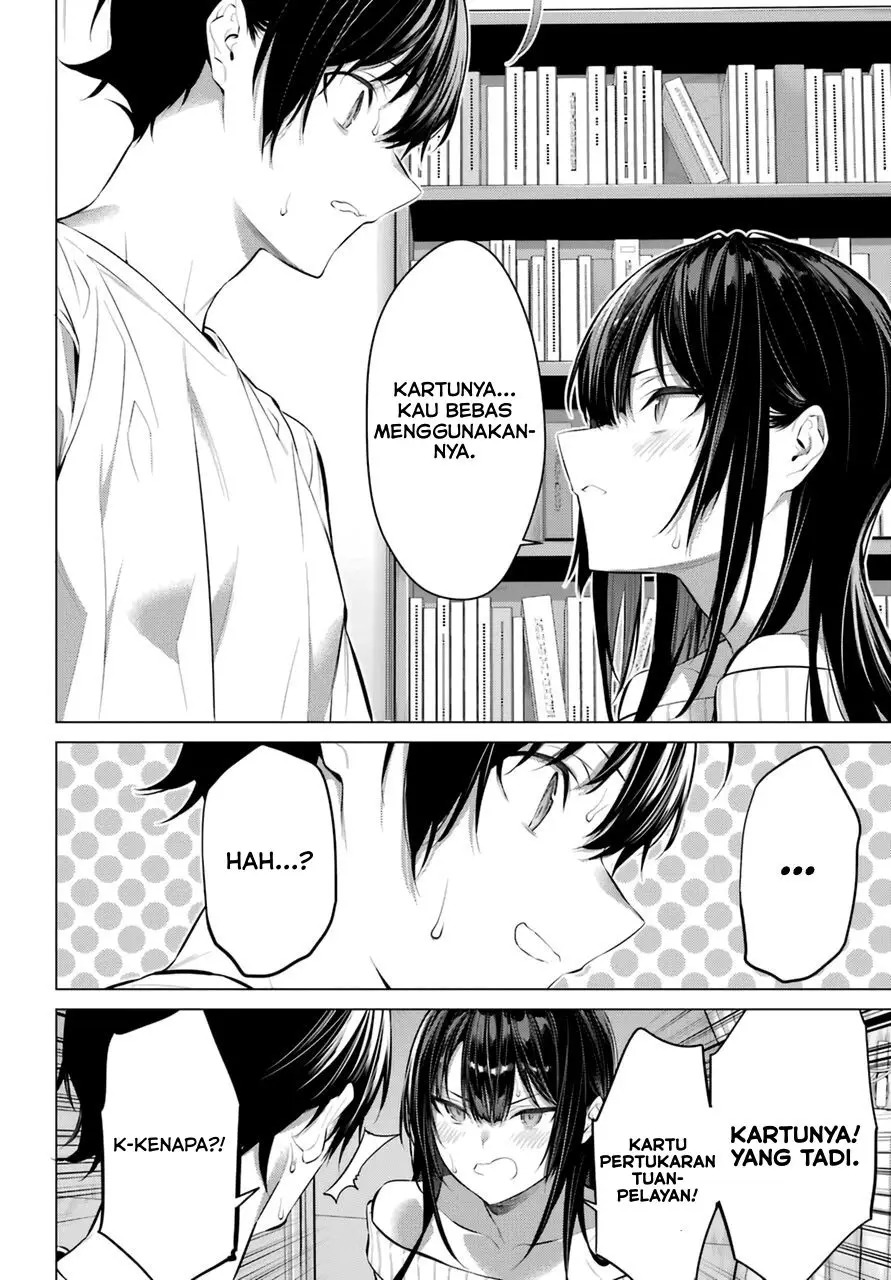 KARTUNYA...
KAU BEBAS
MENGGUNAKAN-
NYA.
...
HAH...?
KARTUNYA!
YANG TADI.
KARTU
PERTUKARAN
TUAN-
PELAYAN!
K-KENAPA?!